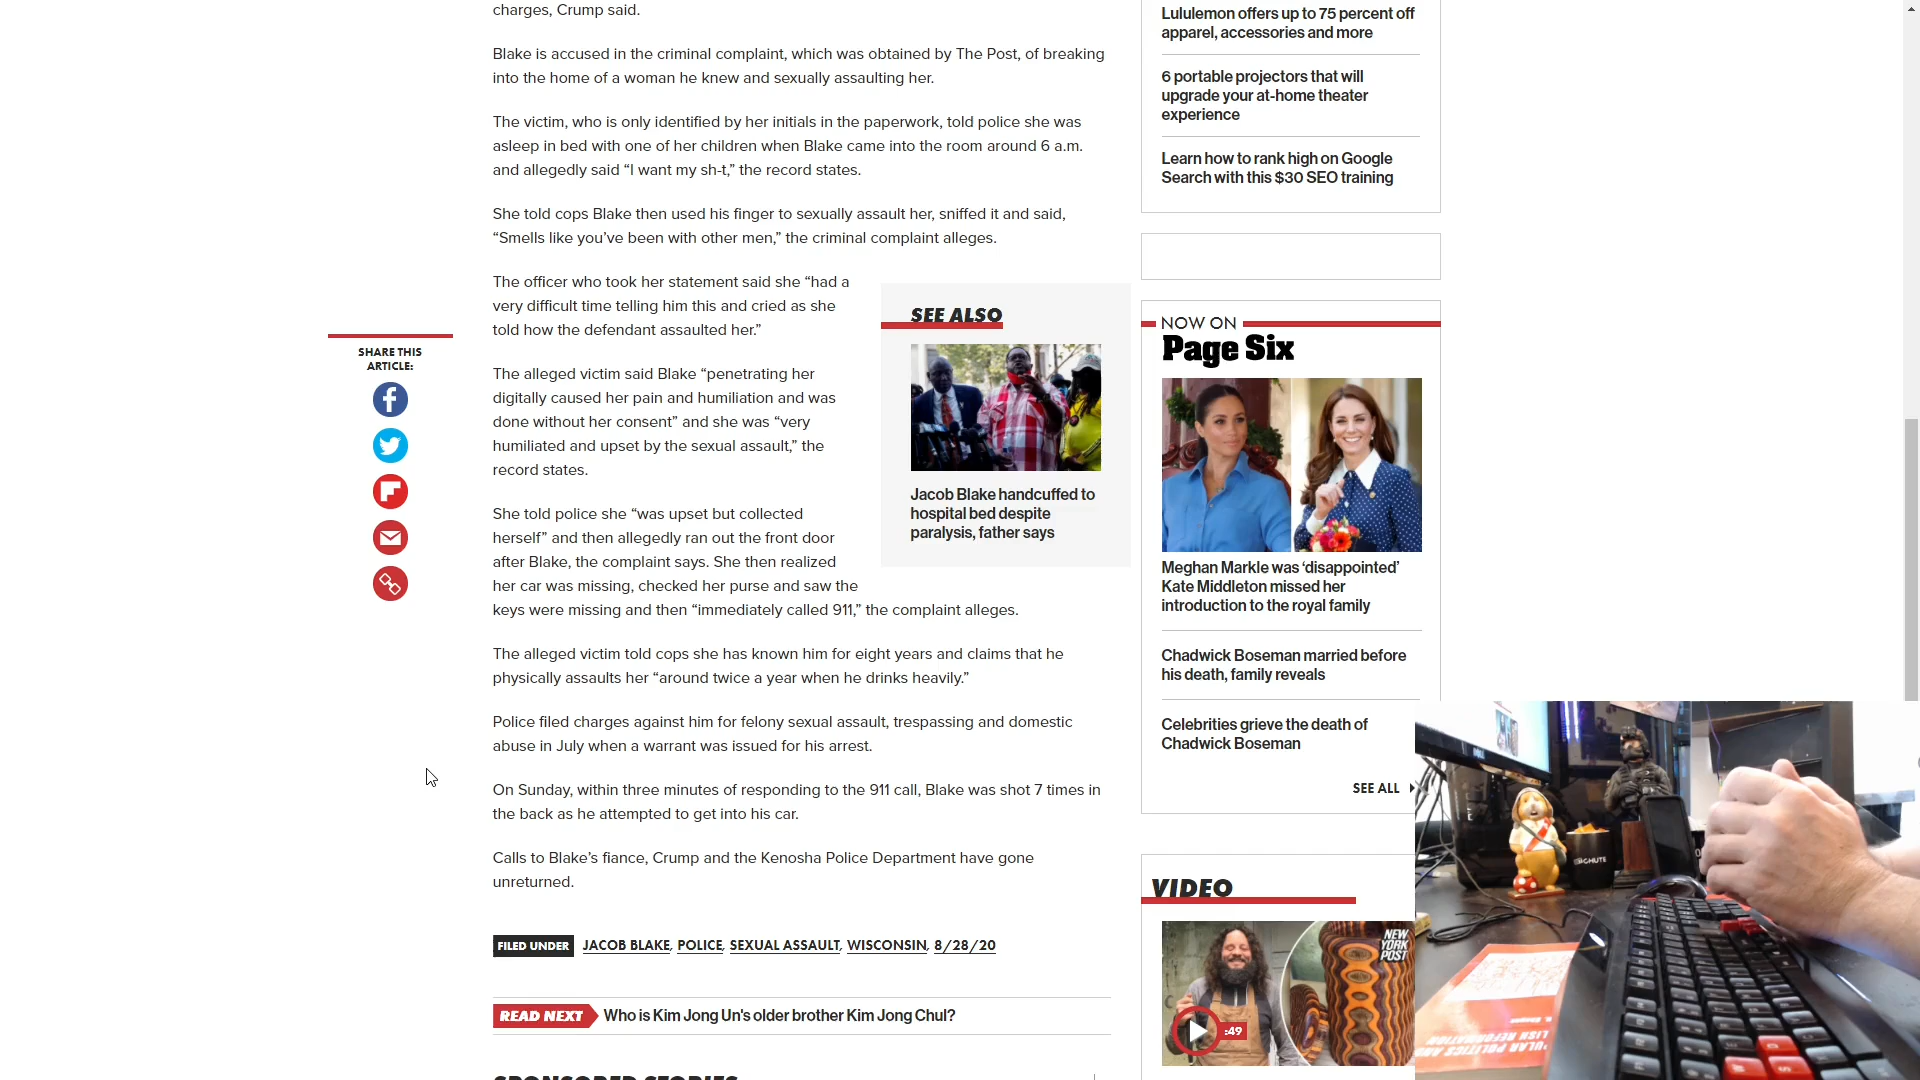 charges, Crump said.
Blake is accused in the criminal complaint, which was obtained by The Post, of breaking
into the home of a woman he knew and sexually assaulting her.
The victim, who is only identified by her initials in the paperwork, told police she was
asleep in bed with one of her children when Blake came into the room around 6 a.m.
and allegedly said “I want my sh-t,” the record states.
She told cops Blake then used his finger to sexually assault her, sniffed it and said,
“Smells like you’ve been with other men,” the criminal complaint alleges.
The officer who took her statement said she “had a
very difficult time telling him this and cried as she
told how the defendant assaulted her.”
The alleged victim said Blake “penetrating her
digitally caused her pain and humiliation and was
done without her consent” and she was “very
humiliated and upset by the sexual assault,” the
record states.
She told police she “was upset but collected
herself” and then allegedly ran out the front door
after Blake, the complaint says. She then realized
her car was missing, checked her purse and saw the
keys were missing and then “immediately called 911,” the complaint alleges.
The alleged victim told cops she has known him for eight years and claims that he
physically assaults her “around twice a year when he drinks heavily.”
Police filed charges against him for felony sexual assault, trespassing and domestic
abuse in July when a warrant was issued for his arrest.
On Sunday, within three minutes of responding to the 911 call, Blake was shot 7 times in
the back as he attempted to get into his car.
Calls to Blake’s fiance, Crump and the Kenosha Police Department have gone
unreturned.
FILED UNDER JACOB BLAKE, POLICE, SEXUAL ASSAULT, WISCONSIN, 8/28/20
READ NEXT Who is Kim Jong Un's older brother Kim Jong Chul?
SPONSORED STORIES
SHARE THIS
ARTICLE:
SEE ALSO
Jacob Blake handcuffed to
hospital bed despite
paralysis, father says
Lululemon offers up to 75 percent off
apparel, accessories and more
6 portable projectors that will
upgrade your at-home theater
experience
Learn how to rank high on Google
Search with this $30 SEO training
NOW ON
Page Six
Meghan Markle was ‘disappointed’
Kate Middleton missed her
introduction to the royal family
Chadwick Boseman married before
his death, family reveals
Celebrities grieve the death of
Chadwick Boseman
SEE ALL
VIDEO
NEW
YORK
POST
:49